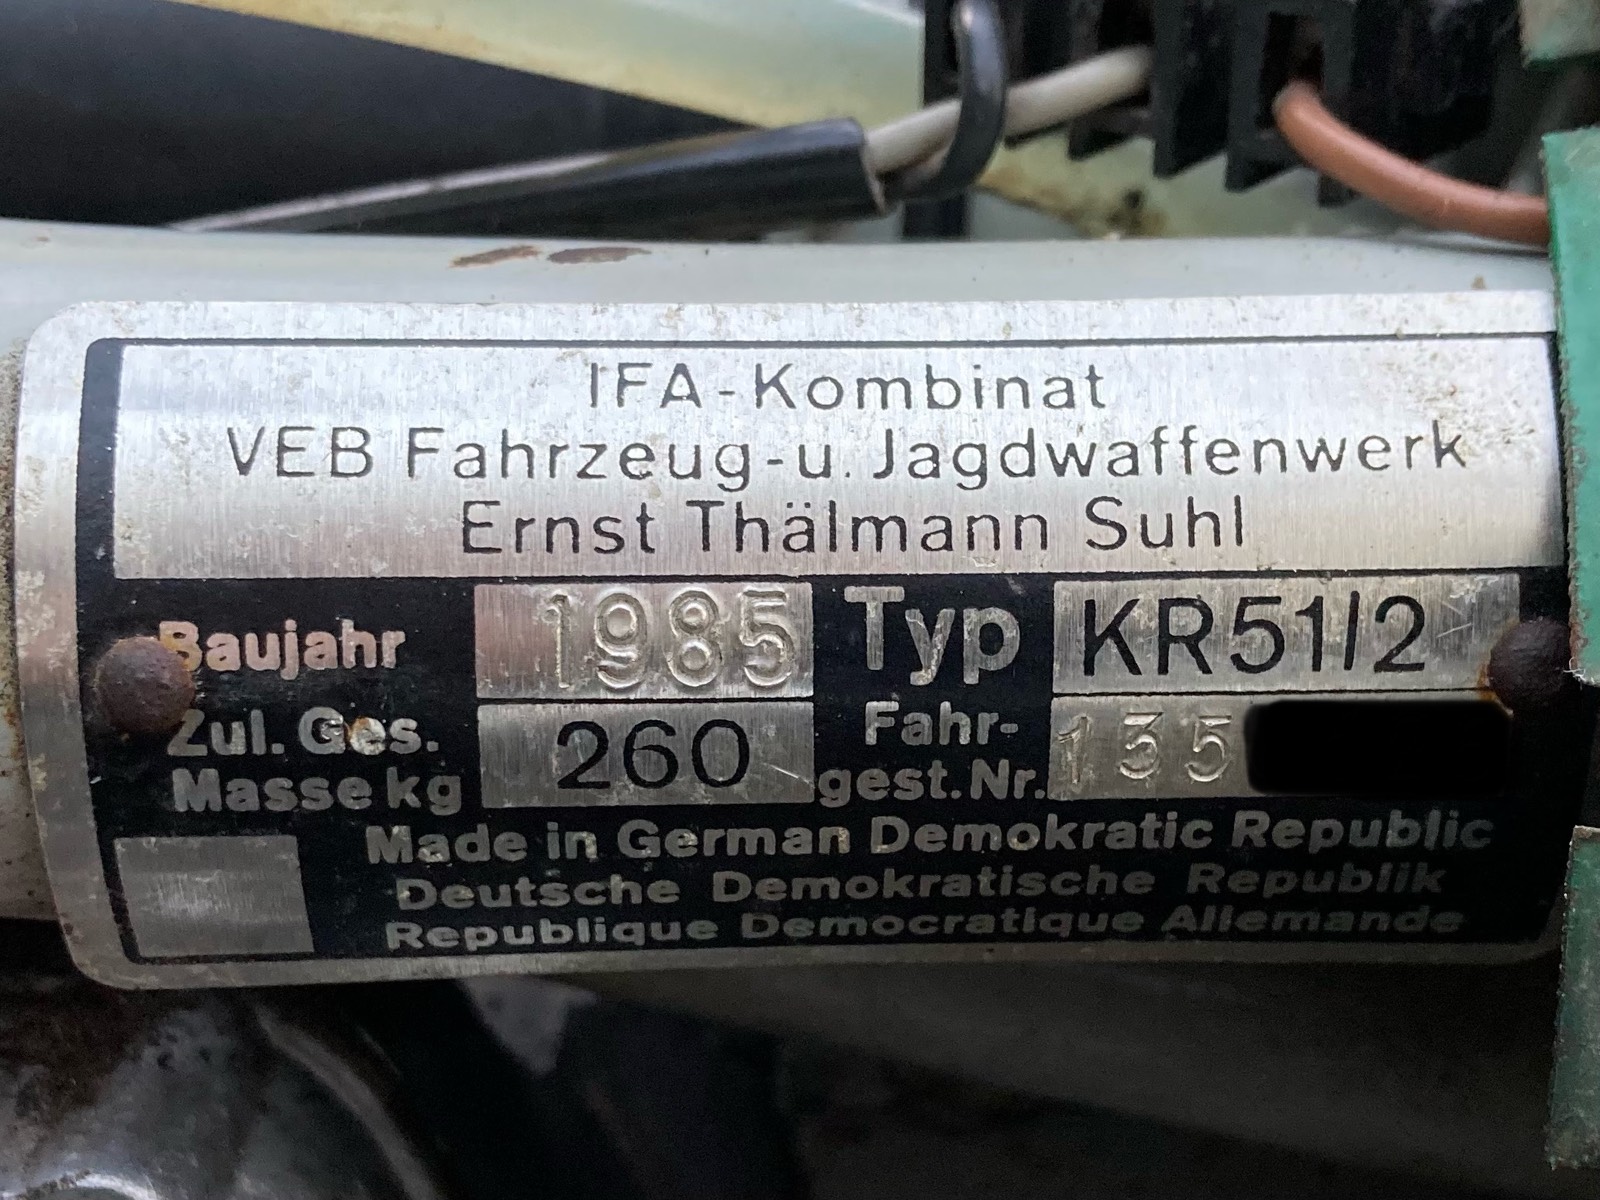 IFA-Kombinat
VEB Fahrzeug-u. Jagdwaffenwerk
Ernst Thälmann Suhl
Baujahr 1985 Typ KR51/2
Zul. Ges. Masse kg 260 Fahr-gest.Nr. 135
Made in German Demokratic Republic
Deutsche Demokratische Republik
Republique Democratique Allemande